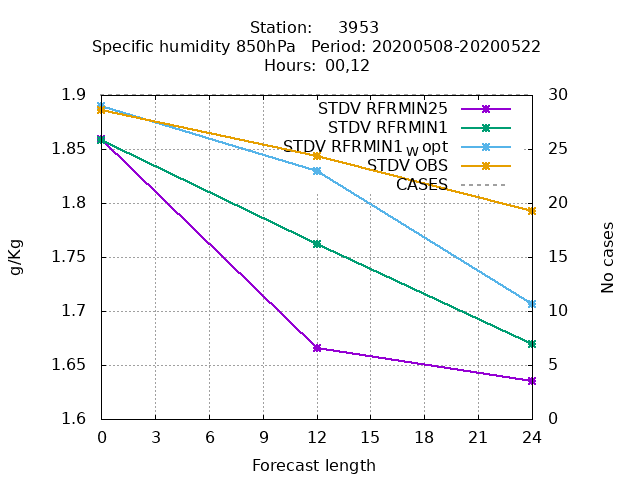 Station:     3953
Specific humidity 850hPa   Period: 20200508-20200522
Hours: 00,12
1.9
1.85
1.8
1.75
1.7
1.65
1.6
g/Kg
STDV RFRMIN25
STDV RFRMIN1
STDV RFRMIN1 w opt
STDV OBS
CASES
30
25
20
15
10
5
0
No cases
0 3 6 9 12 15 18 21 24
Forecast length